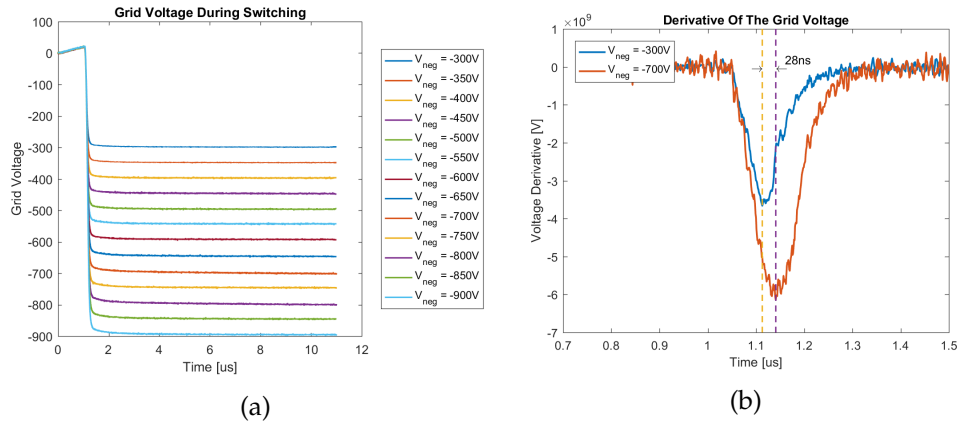 Grid Voltage During Switching
100
0
-100
-200
-300
-400
-500
-600
-700
-800
-900
0 2 4 6 8 10 12
Time [us]
Grid Voltage
V_neg = -300V
V_neg = -350V
V_neg = -400V
V_neg = -450V
V_neg = -500V
V_neg = -550V
V_neg = -600V
V_neg = -650V
V_neg = -700V
V_neg = -750V
V_neg = -800V
V_neg = -850V
V_neg = -900V
(a)
Derivative Of The Grid Voltage
×10^9
1
0
-1
-2
-3
-4
-5
-6
-7
0.7 0.8 0.9 1 1.1 1.2 1.3 1.4 1.5
Time [us]
Voltage Derivative [V]
V_neg = -300V
V_neg = -700V
28ns
(b)